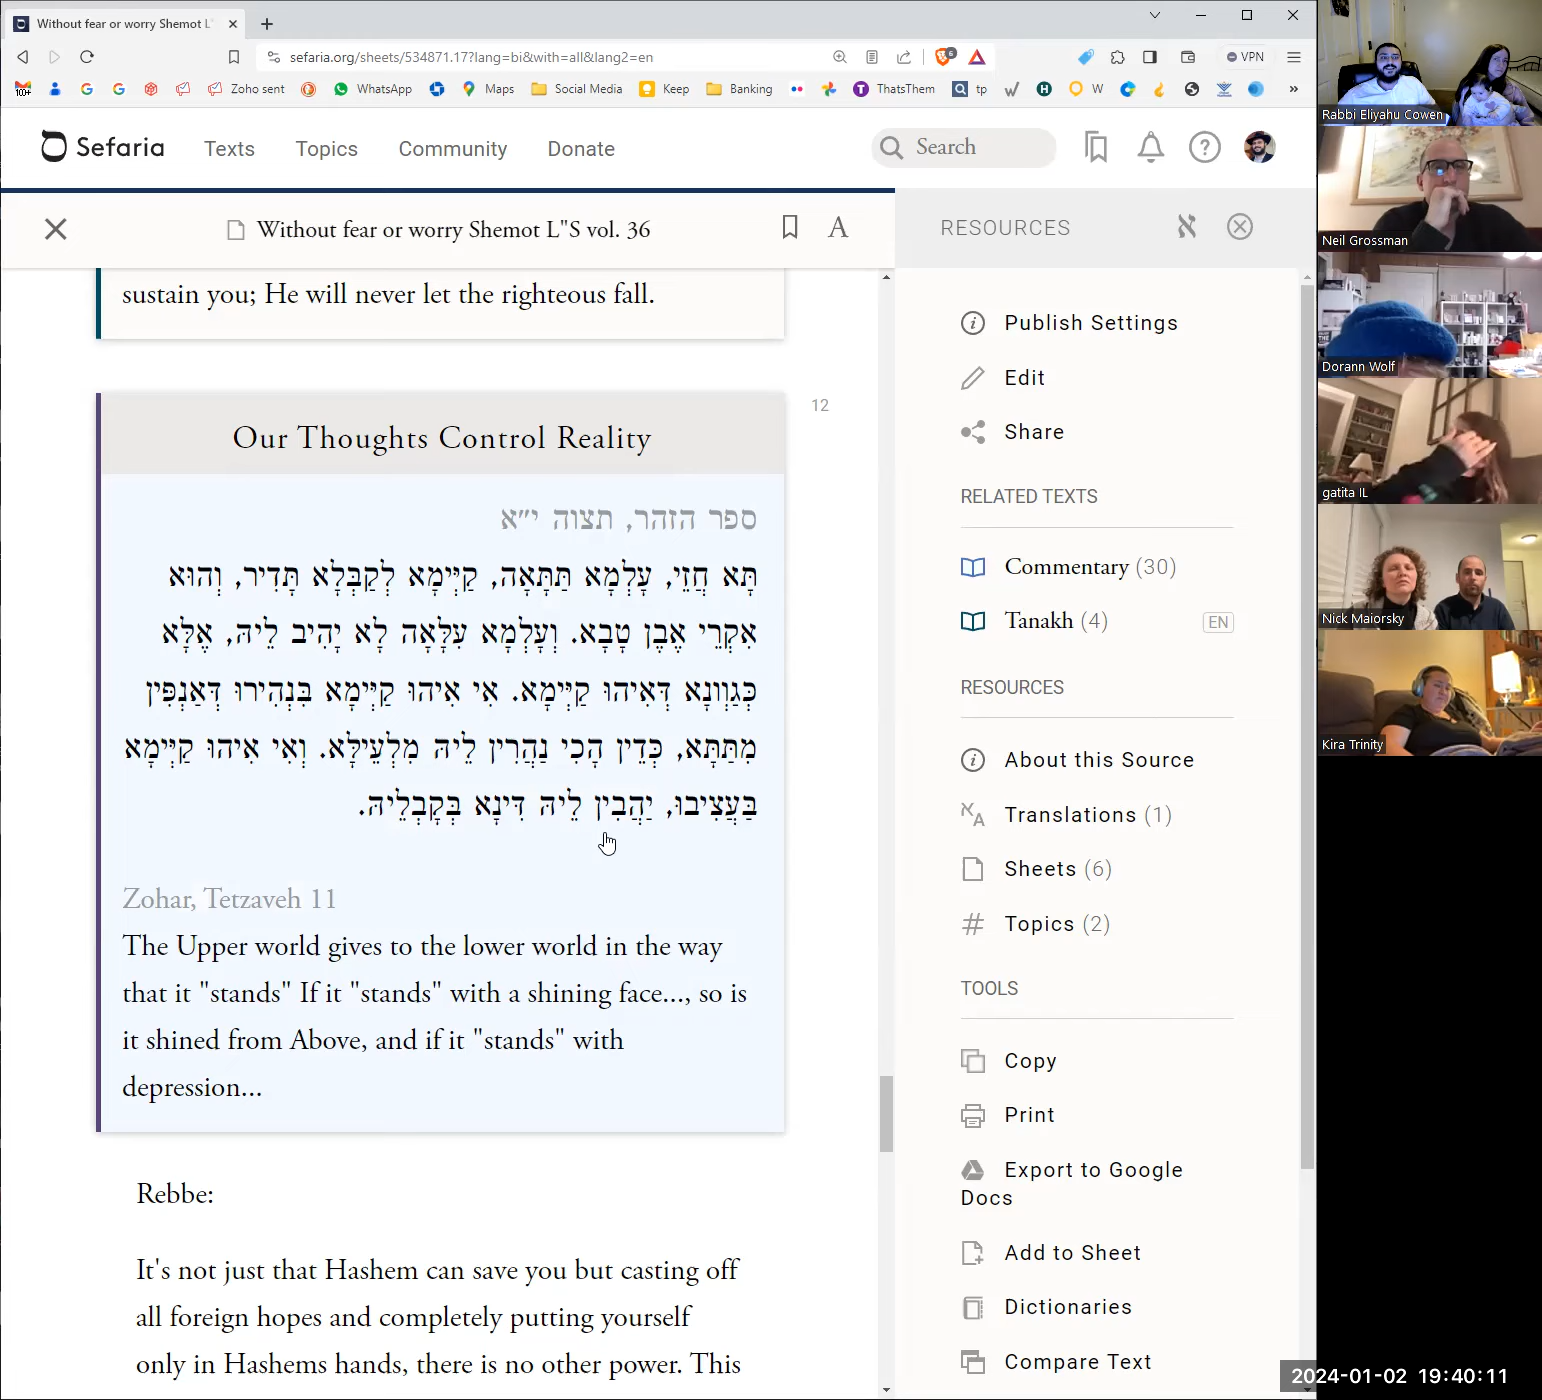 Without fear or worry Shemot L
sefaria.org/sheets/534871.17?lang=bi&with=all&lang2=en
6
VPN
100+
Zoho sent
WhatsApp
Maps
Social Media
Keep
Banking
ThatsThem
tp
W
»
Sefaria
Texts
Topics
Community
Donate
Search
Without fear or worry Shemot L"S vol. 36
A
RESOURCES
א
sustain you; He will never let the righteous fall.
12
Our Thoughts Control Reality
ספר הזהר, תצוה י״א
תָּא חֲזֵי, עָלְמָא תַּתָּאָה, קַיְּימָא לְקַבְּלָא תָּדִיר, וְהוּא
אִקְרֵי אֶבֶן טָבָא. וְעָלְמָא עִלָּאָה לָא יָהִיב לֵיהּ, אֶלָּא
כְּגַוְונָא דְּאִיהוּ קַיְּימָא. אִי אִיהוּ קַיְּימָא בִּנְהִירוּ דְּאַנְפִּין
מִתַּתָּא, כְּדֵין הָכִי נַהֲרִין לֵיהּ מִלְעֵילָּא. וְאִי אִיהוּ קַיְּימָא
בַּעֲצִיבוּ, יַהֲבִין לֵיהּ דִּינָא בְּקָבְלֵיהּ.
Zohar, Tetzaveh 11
The Upper world gives to the lower world in the way
that it "stands" If it "stands" with a shining face..., so is
it shined from Above, and if it "stands" with
depression...
Rebbe:
It's not just that Hashem can save you but casting off
all foreign hopes and completely putting yourself
only in Hashems hands, there is no other power. This
Publish Settings
Edit
Share
RELATED TEXTS
Commentary (30)
Tanakh (4)
EN
RESOURCES
About this Source
Translations (1)
Sheets (6)
Topics (2)
TOOLS
Copy
Print
Export to Google
Docs
Add to Sheet
Dictionaries
Compare Text
Rabbi Eliyahu Cowen
Neil Grossman
Dorann Wolf
gatita IL
Nick Maiorsky
Kira Trinity
2024-01-02 19:40:11